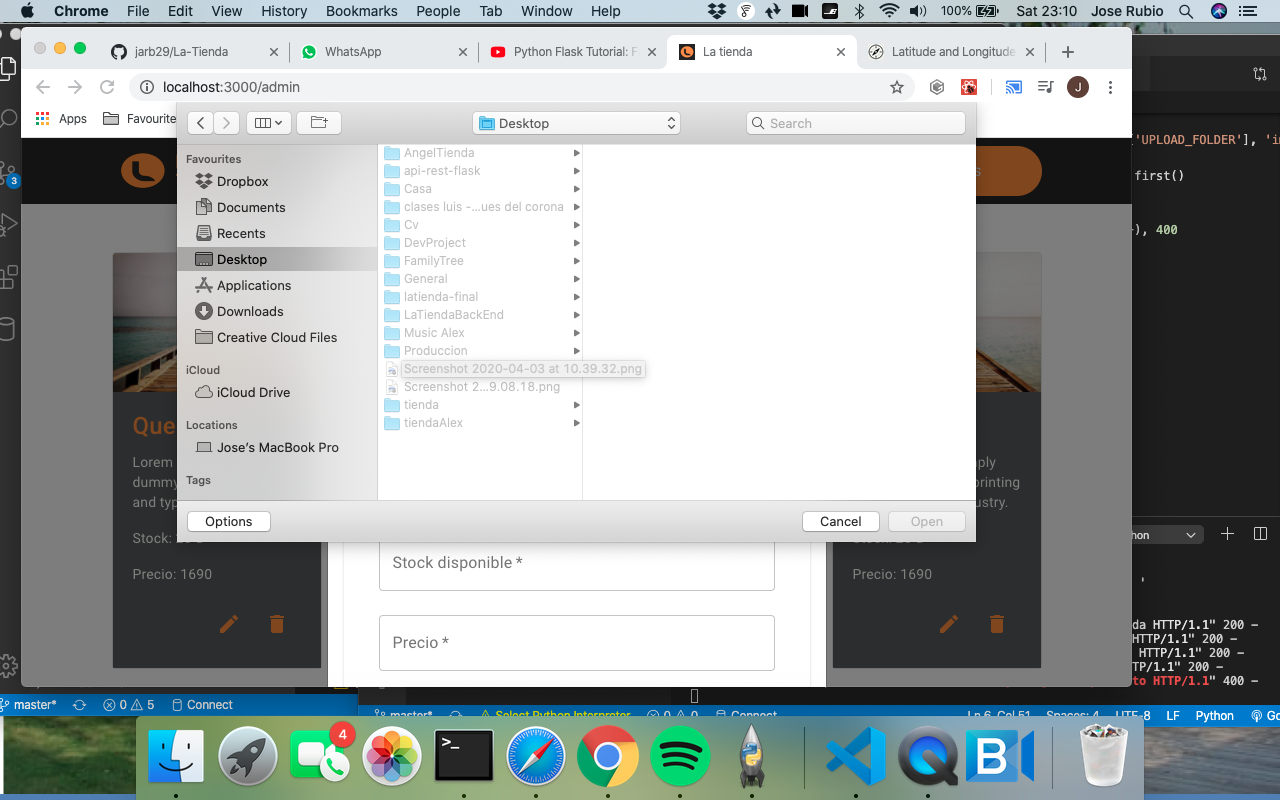 Chrome File Edit View History Bookmarks People Tab Window Help 100% Sat 23:10 Jose Rubio
jarb29/La-Tienda
WhatsApp
Python Flask Tutorial: F
La tienda
Latitude and Longitude
localhost:3000/admin
J
Apps
Favourite
Desktop
Search
Favourites
Dropbox
Documents
Recents
Desktop
Applications
Downloads
Creative Cloud Files
iCloud
iCloud Drive
Locations
Jose's MacBook Pro
Tags
AngelTienda
api-rest-flask
Casa
clases luis -...ues del corona
Cv
DevProject
FamilyTree
General
latienda-final
LaTiendaBackEnd
Music Alex
Produccion
Screenshot 2020-04-03 at 10.39.32.png
Screenshot 2...9.08.18.png
tienda
tiendaAlex
Options
Cancel
Open
3
'UPLOAD_FOLDER'], 'i
first()
), 400
Que
Lorem
dummy
and typ
Stock:
Precio: 1690
ply
rinting
stry.
Precio: 1690
Stock disponible *
Precio *
hon
da HTTP/1.1" 200 -
HTTP/1.1" 200 -
HTTP/1.1" 200 -
TP/1.1" 200 -
to HTTP/1.1" 400 -
master*
0
5
Connect
master*
Select Python Interpreter
0
0
Connect
Ln 6, Col 51
Spaces: 4
UTF-8
LF
Python
Go
4
>_
B